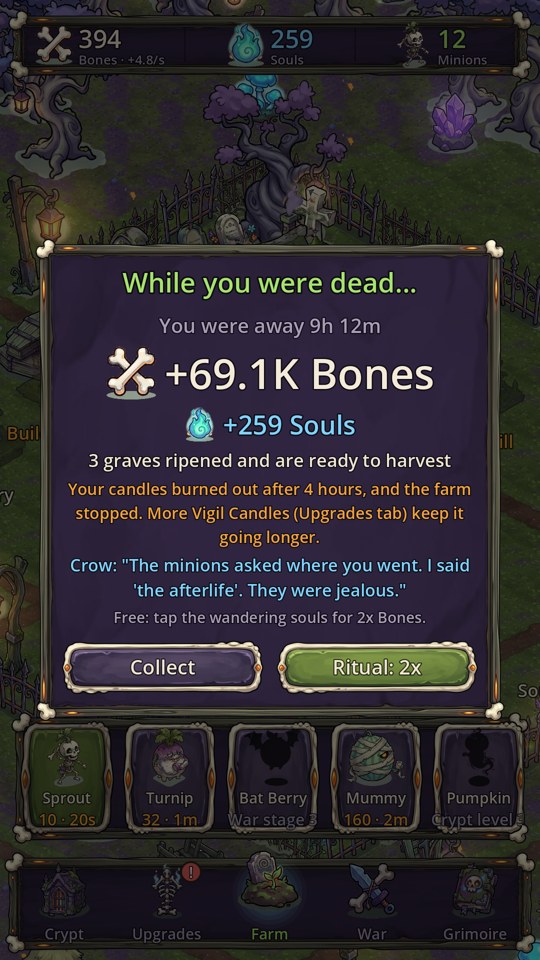 394
Bones · +4.8/s
259
Souls
12
Minions
While you were dead...
You were away 9h 12m
+69.1K Bones
+259 Souls
3 graves ripened and are ready to harvest
Your candles burned out after 4 hours, and the farm
stopped. More Vigil Candles (Upgrades tab) keep it
going longer.
Crow: "The minions asked where you went. I said
'the afterlife'. They were jealous."
Free: tap the wandering souls for 2x Bones.
Collect
Ritual: 2x
Sprout
10 · 20s
Turnip
32 · 1m
Bat Berry
War stage 3
Mummy
160 · 2m
Pumpkin
Crypt level
!
Crypt
Upgrades
Farm
War
Grimoire